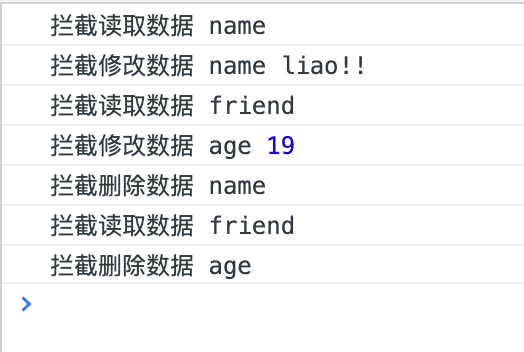 拦截读取数据 name
拦截修改数据 name liao!!
拦截读取数据 friend
拦截修改数据 age 19
拦截删除数据 name
拦截读取数据 friend
拦截删除数据 age